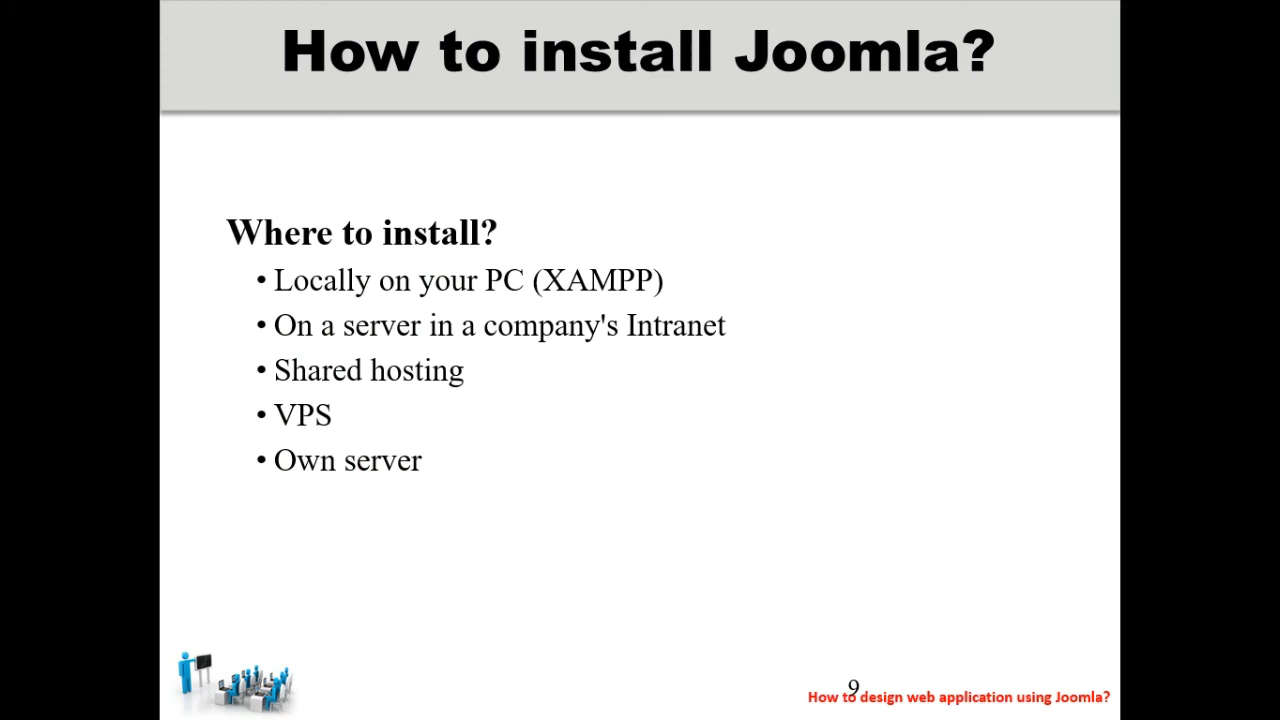 How to install Joomla?
Where to install?
• Locally on your PC (XAMPP)
• On a server in a company's Intranet
• Shared hosting
• VPS
• Own server
9
How to design web application using Joomla?